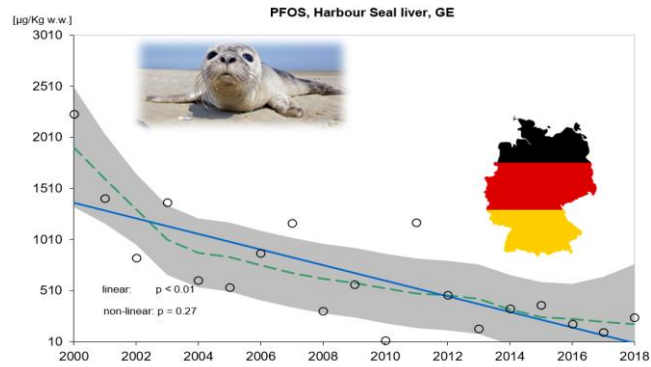 PFOS, Harbour Seal liver, GE
[µg/Kg w.w.]
3010
2510
2010
1510
1010
510
10
linear: p < 0.01
non-linear: p = 0.27
2000 2002 2004 2006 2008 2010 2012 2014 2016 2018